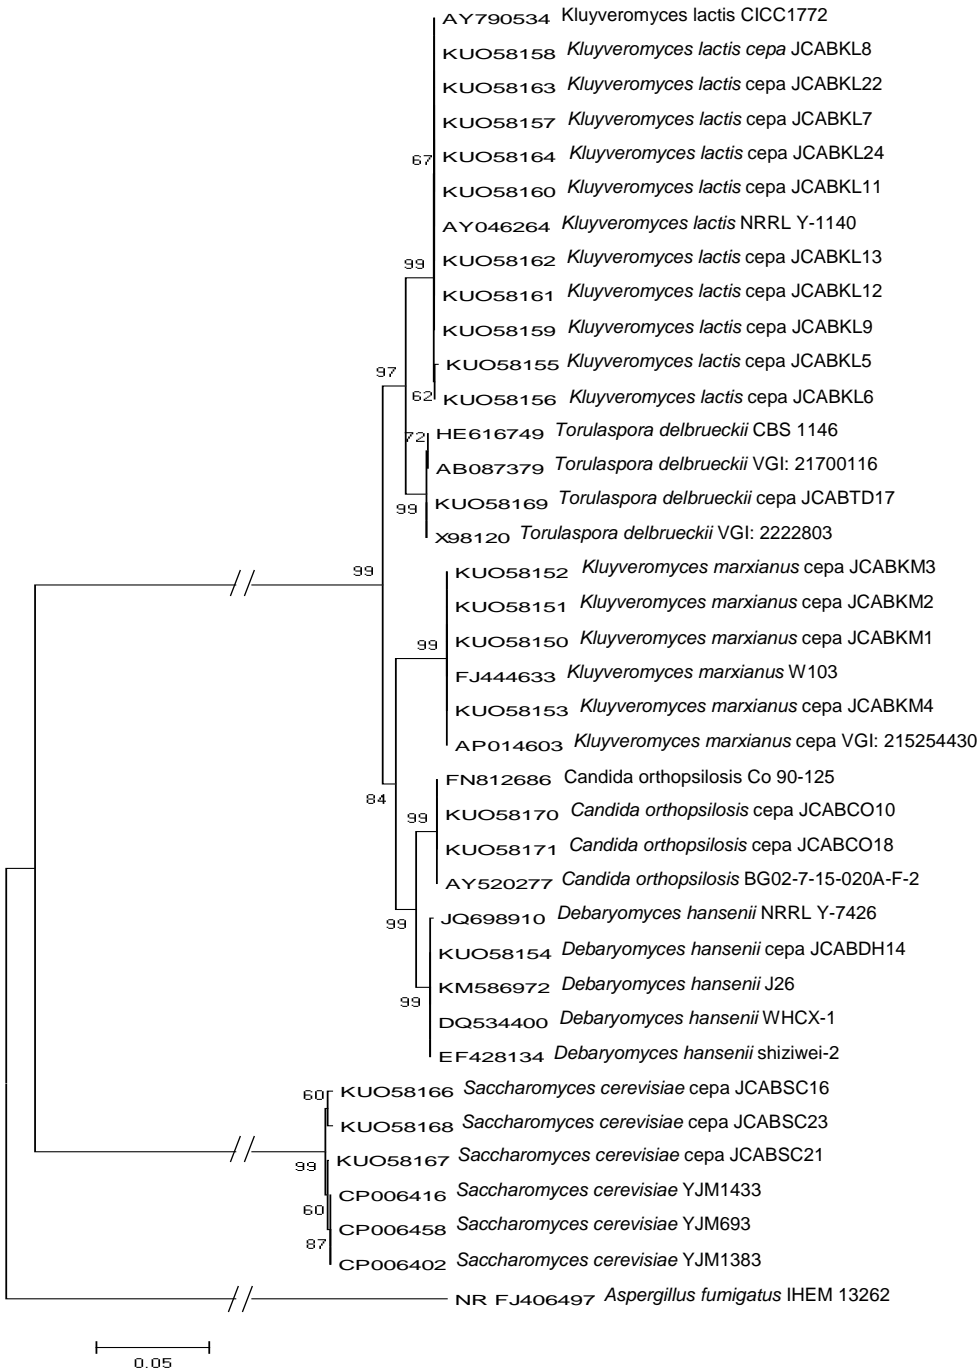 AY790534 Kluyveromyces lactis CICC1772
KUO58158 Kluyveromyces lactis cepa JCABKL8
KUO58163 Kluyveromyces lactis cepa JCABKL22
KUO58157 Kluyveromyces lactis cepa JCABKL7
67 KUO58164 Kluyveromyces lactis cepa JCABKL24
KUO58160 Kluyveromyces lactis cepa JCABKL11
AY046264 Kluyveromyces lactis NRRL Y-1140
99 KUO58162 Kluyveromyces lactis cepa JCABKL13
KUO58161 Kluyveromyces lactis cepa JCABKL12
KUO58159 Kluyveromyces lactis cepa JCABKL9
97 KUO58155 Kluyveromyces lactis cepa JCABKL5
62 KUO58156 Kluyveromyces lactis cepa JCABKL6
72 HE616749 Torulaspora delbrueckii CBS 1146
AB087379 Torulaspora delbrueckii VGI: 21700116
99 KUO58169 Torulaspora delbrueckii cepa JCABTD17
X98120 Torulaspora delbrueckii VGI: 2222803
99 KUO58152 Kluyveromyces marxianus cepa JCABKM3
KUO58151 Kluyveromyces marxianus cepa JCABKM2
99 KUO58150 Kluyveromyces marxianus cepa JCABKM1
FJ444633 Kluyveromyces marxianus W103
KUO58153 Kluyveromyces marxianus cepa JCABKM4
AP014603 Kluyveromyces marxianus cepa VGI: 215254430
FN812686 Candida orthopsilosis Co 90-125
84
99 KUO58170 Candida orthopsilosis cepa JCABCO10
KUO58171 Candida orthopsilosis cepa JCABCO18
AY520277 Candida orthopsilosis BG02-7-15-020A-F-2
99 JQ698910 Debaryomyces hansenii NRRL Y-7426
KUO58154 Debaryomyces hansenii cepa JCABDH14
99 KM586972 Debaryomyces hansenii J26
DQ534400 Debaryomyces hansenii WHCX-1
EF428134 Debaryomyces hansenii shiziwei-2
60 KUO58166 Saccharomyces cerevisiae cepa JCABSC16
KUO58168 Saccharomyces cerevisiae cepa JCABSC23
99 KUO58167 Saccharomyces cerevisiae cepa JCABSC21
CP006416 Saccharomyces cerevisiae YJM1433
60 CP006458 Saccharomyces cerevisiae YJM693
87 CP006402 Saccharomyces cerevisiae YJM1383
NR FJ406497 Aspergillus fumigatus IHEM 13262
0.05